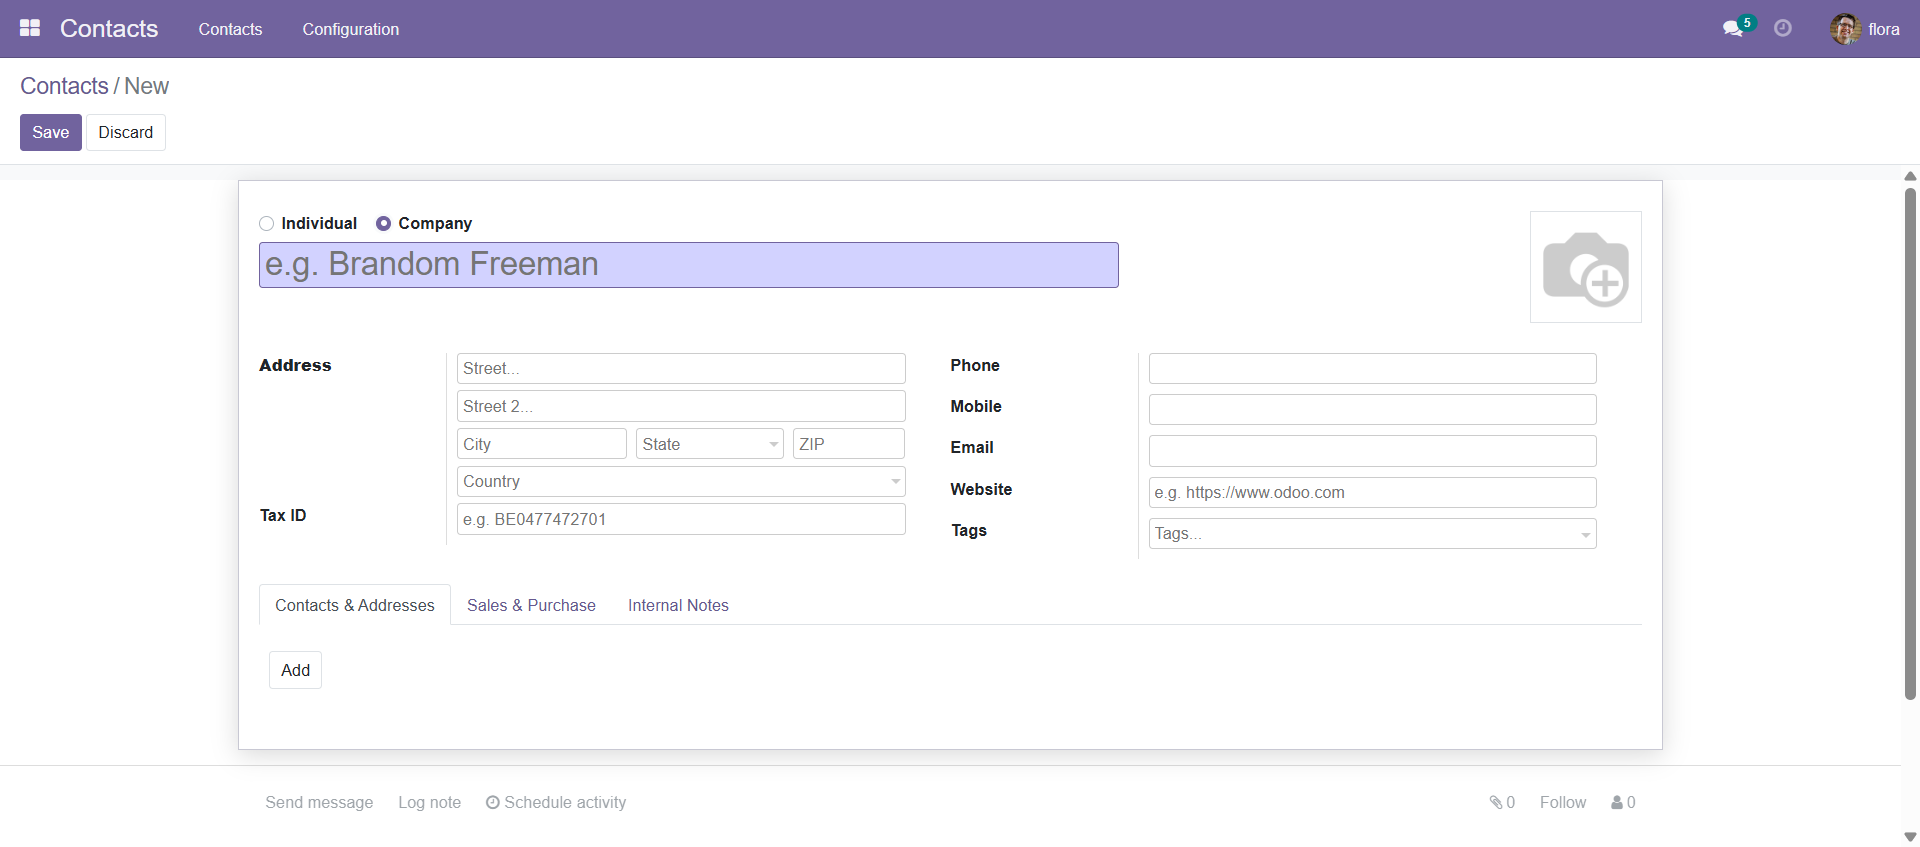 Contacts Contacts Configuration 5 flora
Contacts / New
Save Discard
Individual Company
e.g. Brandom Freeman
Address Street... Phone
Street 2... Mobile
City State ZIP Email
Country Website e.g. https://www.odoo.com
Tax ID e.g. BE0477472701 Tags Tags...
Contacts & Addresses Sales & Purchase Internal Notes
Add
Send message Log note Schedule activity 0 Follow 0